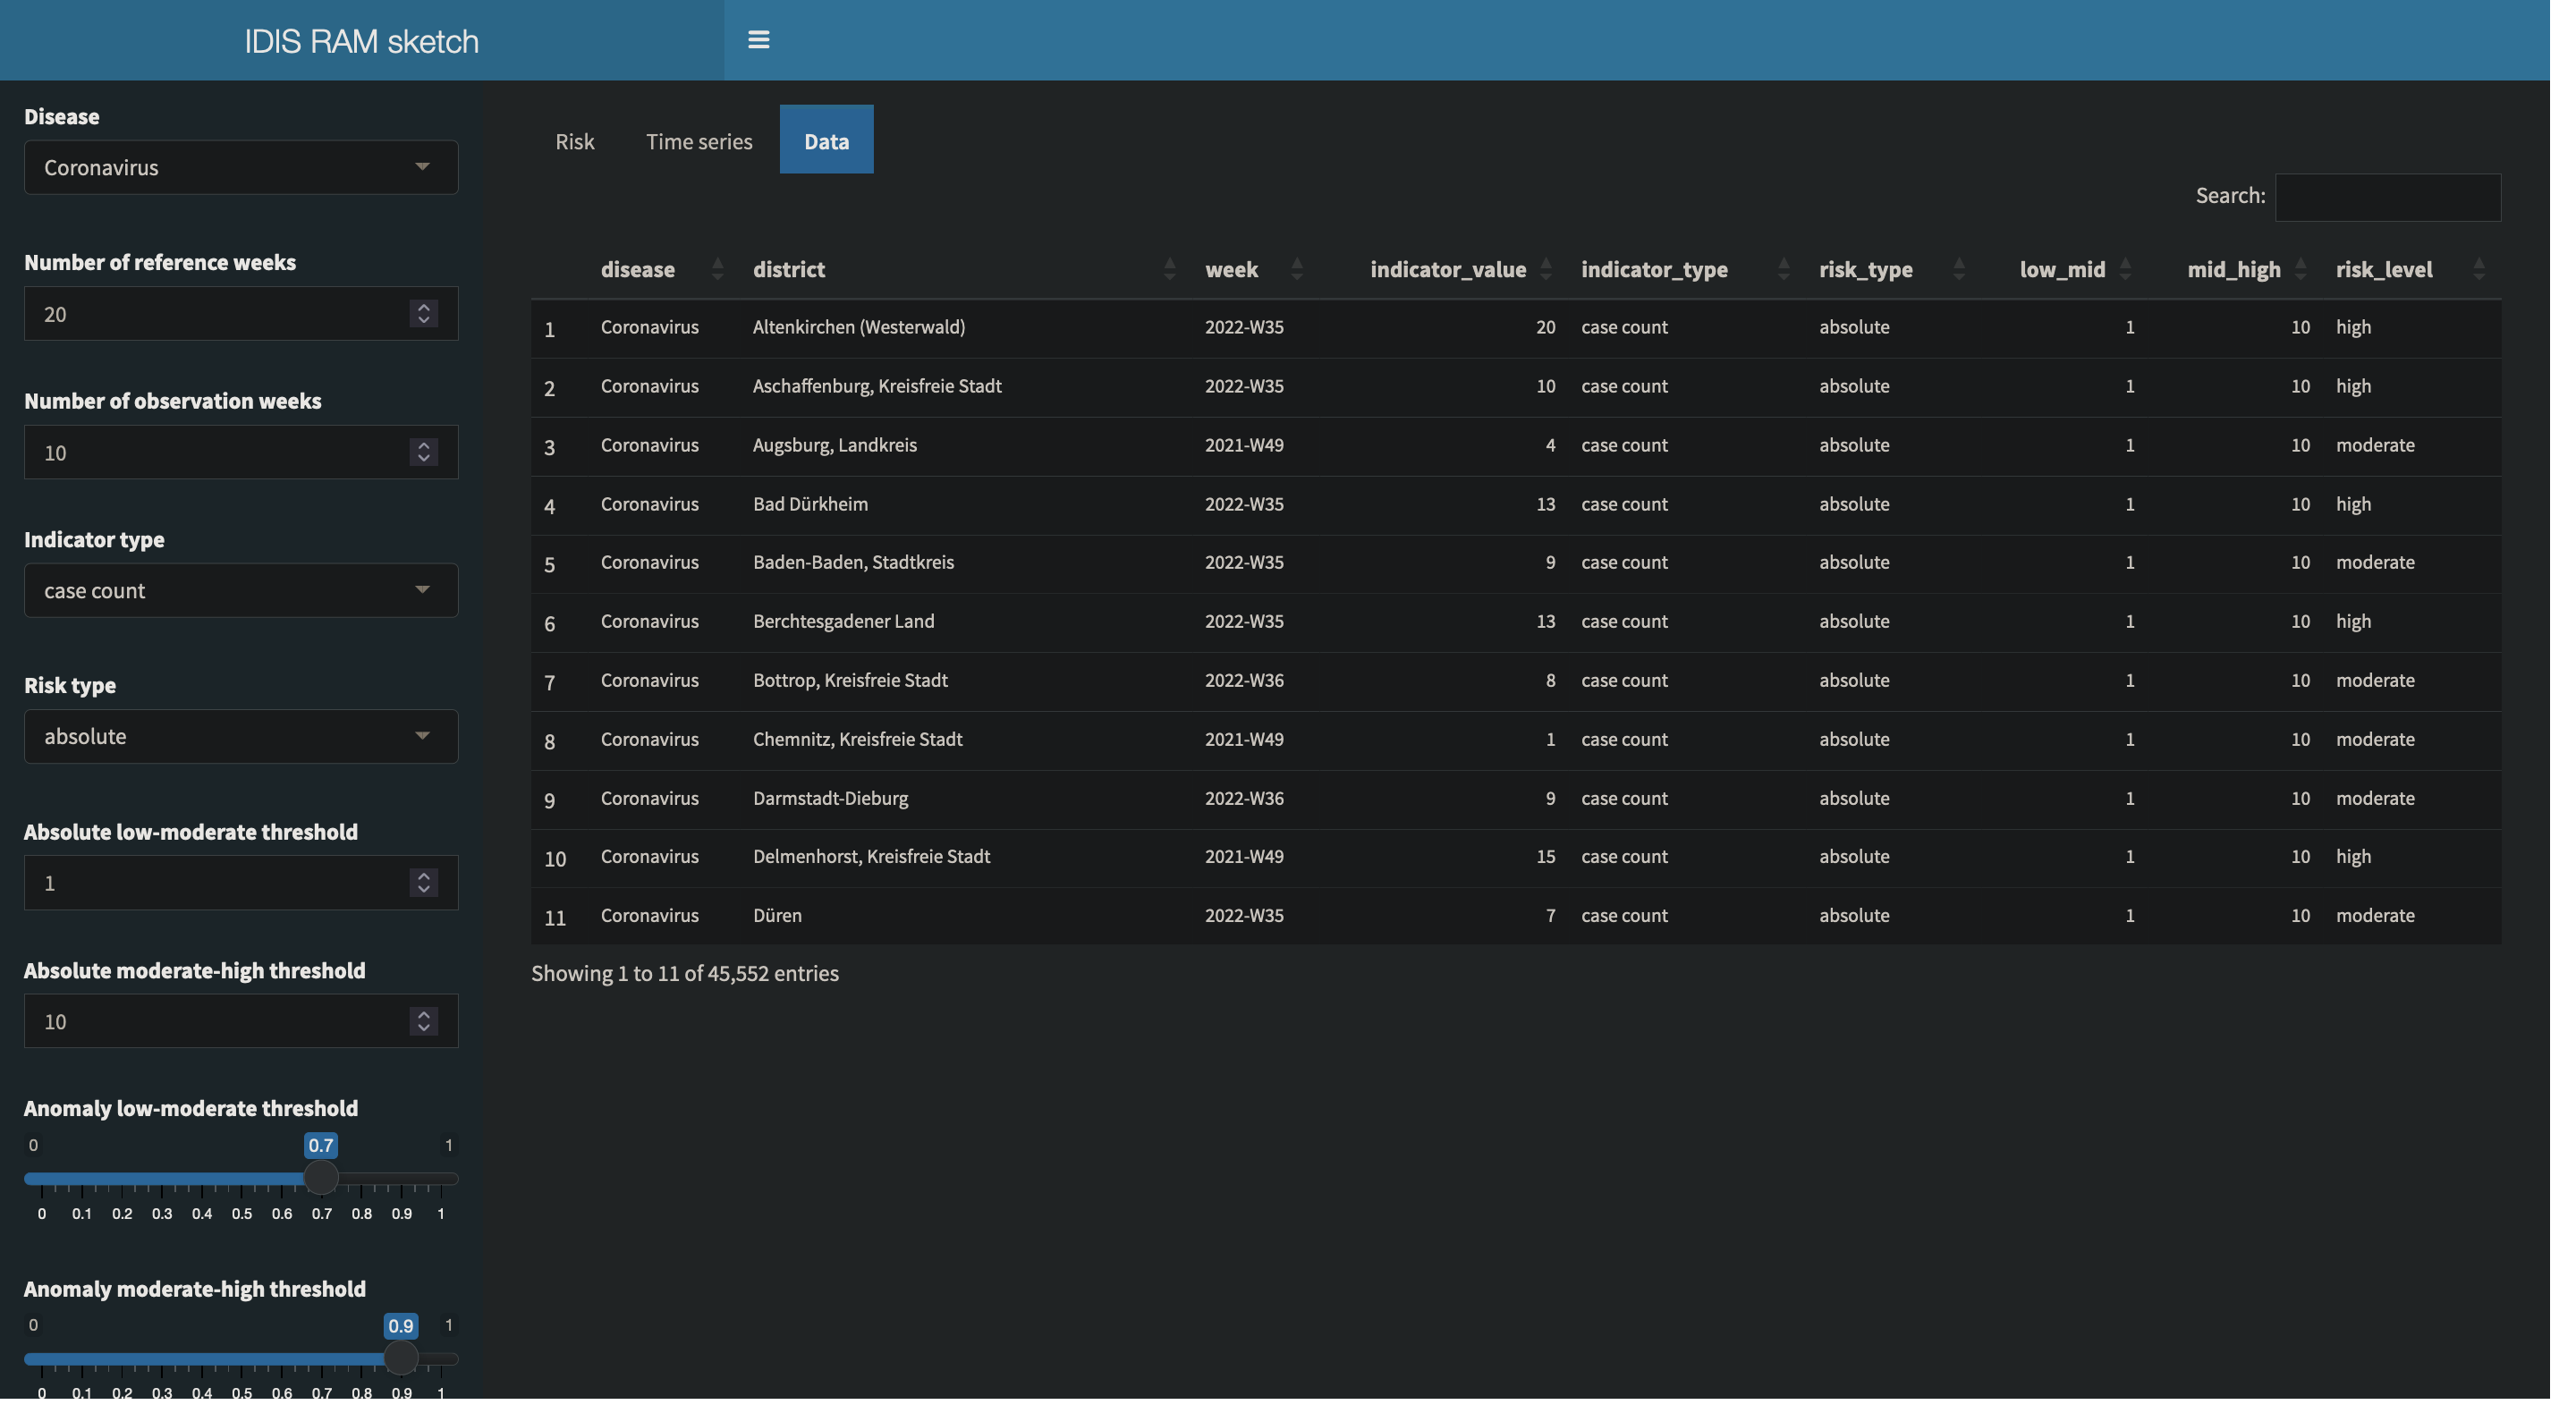 IDIS RAM sketch
Disease
Coronavirus
Number of reference weeks
20
Number of observation weeks
10
Indicator type
case count
Risk type
absolute
Absolute low-moderate threshold
1
Absolute moderate-high threshold
10
Anomaly low-moderate threshold
0 0.7 1
0 0.1 0.2 0.3 0.4 0.5 0.6 0.7 0.8 0.9 1
Anomaly moderate-high threshold
0 0.9 1
0 0.1 0.2 0.3 0.4 0.5 0.6 0.7 0.8 0.9 1
Risk Time series Data
Search:
disease district week indicator_value indicator_type risk_type low_mid mid_high risk_level
1 Coronavirus Altenkirchen (Westerwald) 2022-W35 20 case count absolute 1 10 high
2 Coronavirus Aschaffenburg, Kreisfreie Stadt 2022-W35 10 case count absolute 1 10 high
3 Coronavirus Augsburg, Landkreis 2021-W49 4 case count absolute 1 10 moderate
4 Coronavirus Bad Dürkheim 2022-W35 13 case count absolute 1 10 high
5 Coronavirus Baden-Baden, Stadtkreis 2022-W35 9 case count absolute 1 10 moderate
6 Coronavirus Berchtesgadener Land 2022-W35 13 case count absolute 1 10 high
7 Coronavirus Bottrop, Kreisfreie Stadt 2022-W36 8 case count absolute 1 10 moderate
8 Coronavirus Chemnitz, Kreisfreie Stadt 2021-W49 1 case count absolute 1 10 moderate
9 Coronavirus Darmstadt-Dieburg 2022-W36 9 case count absolute 1 10 moderate
10 Coronavirus Delmenhorst, Kreisfreie Stadt 2021-W49 15 case count absolute 1 10 high
11 Coronavirus Düren 2022-W35 7 case count absolute 1 10 moderate
Showing 1 to 11 of 45,552 entries